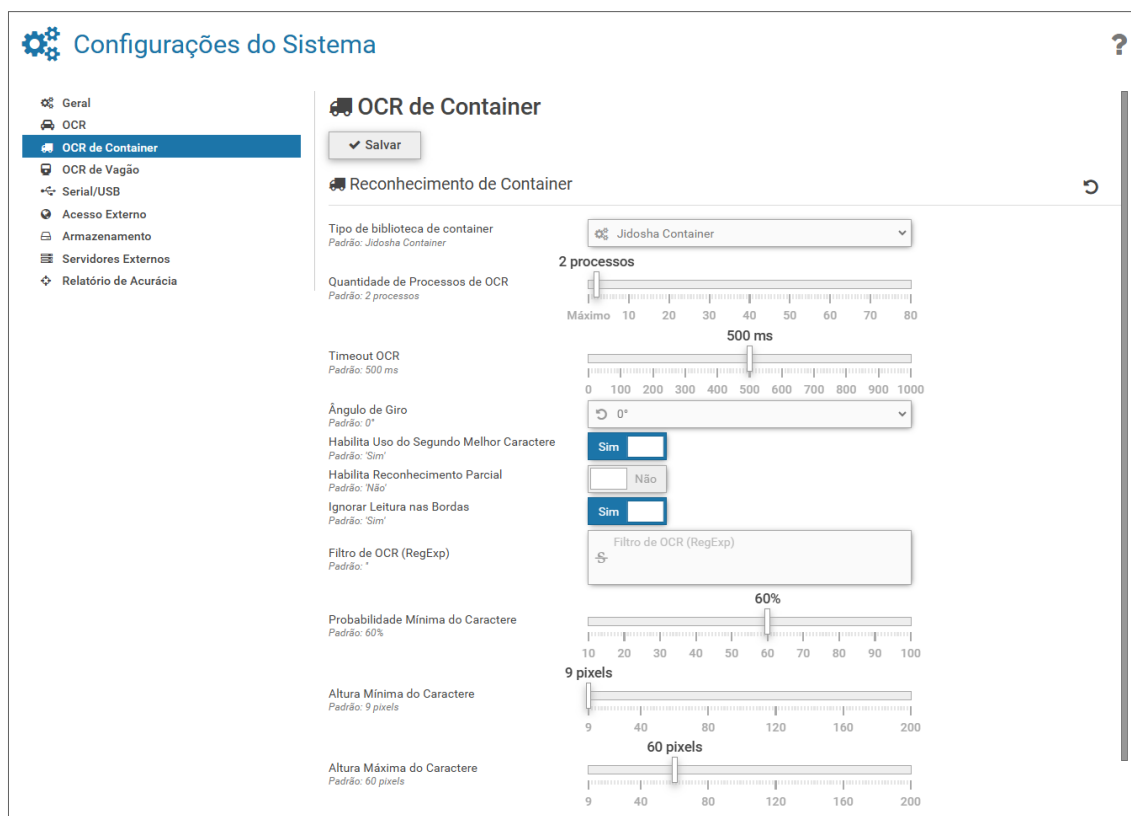 Configurações do Sistema
?
Geral
OCR
OCR de Container
OCR de Vagão
Serial/USB
Acesso Externo
Armazenamento
Servidores Externos
Relatório de Acurácia
OCR de Container
Salvar
Reconhecimento de Container
Tipo de biblioteca de container
Padrão: Jidosha Container
Jidosha Container
2 processos
Quantidade de Processos de OCR
Padrão: 2 processos
Máximo 10 20 30 40 50 60 70 80
500 ms
Timeout OCR
Padrão: 500 ms
0 100 200 300 400 500 600 700 800 900 1000
Ângulo de Giro
Padrão: 0°
0°
Habilita Uso do Segundo Melhor Caractere
Padrão: 'Sim'
Sim
Habilita Reconhecimento Parcial
Padrão: 'Não'
Não
Ignorar Leitura nas Bordas
Padrão: 'Sim'
Sim
Filtro de OCR (RegExp)
Padrão: ''
Filtro de OCR (RegExp)
60%
Probabilidade Mínima do Caractere
Padrão: 60%
10 20 30 40 50 60 70 80 90 100
9 pixels
Altura Mínima do Caractere
Padrão: 9 pixels
9 40 80 120 160 200
60 pixels
Altura Máxima do Caractere
Padrão: 60 pixels
9 40 80 120 160 200